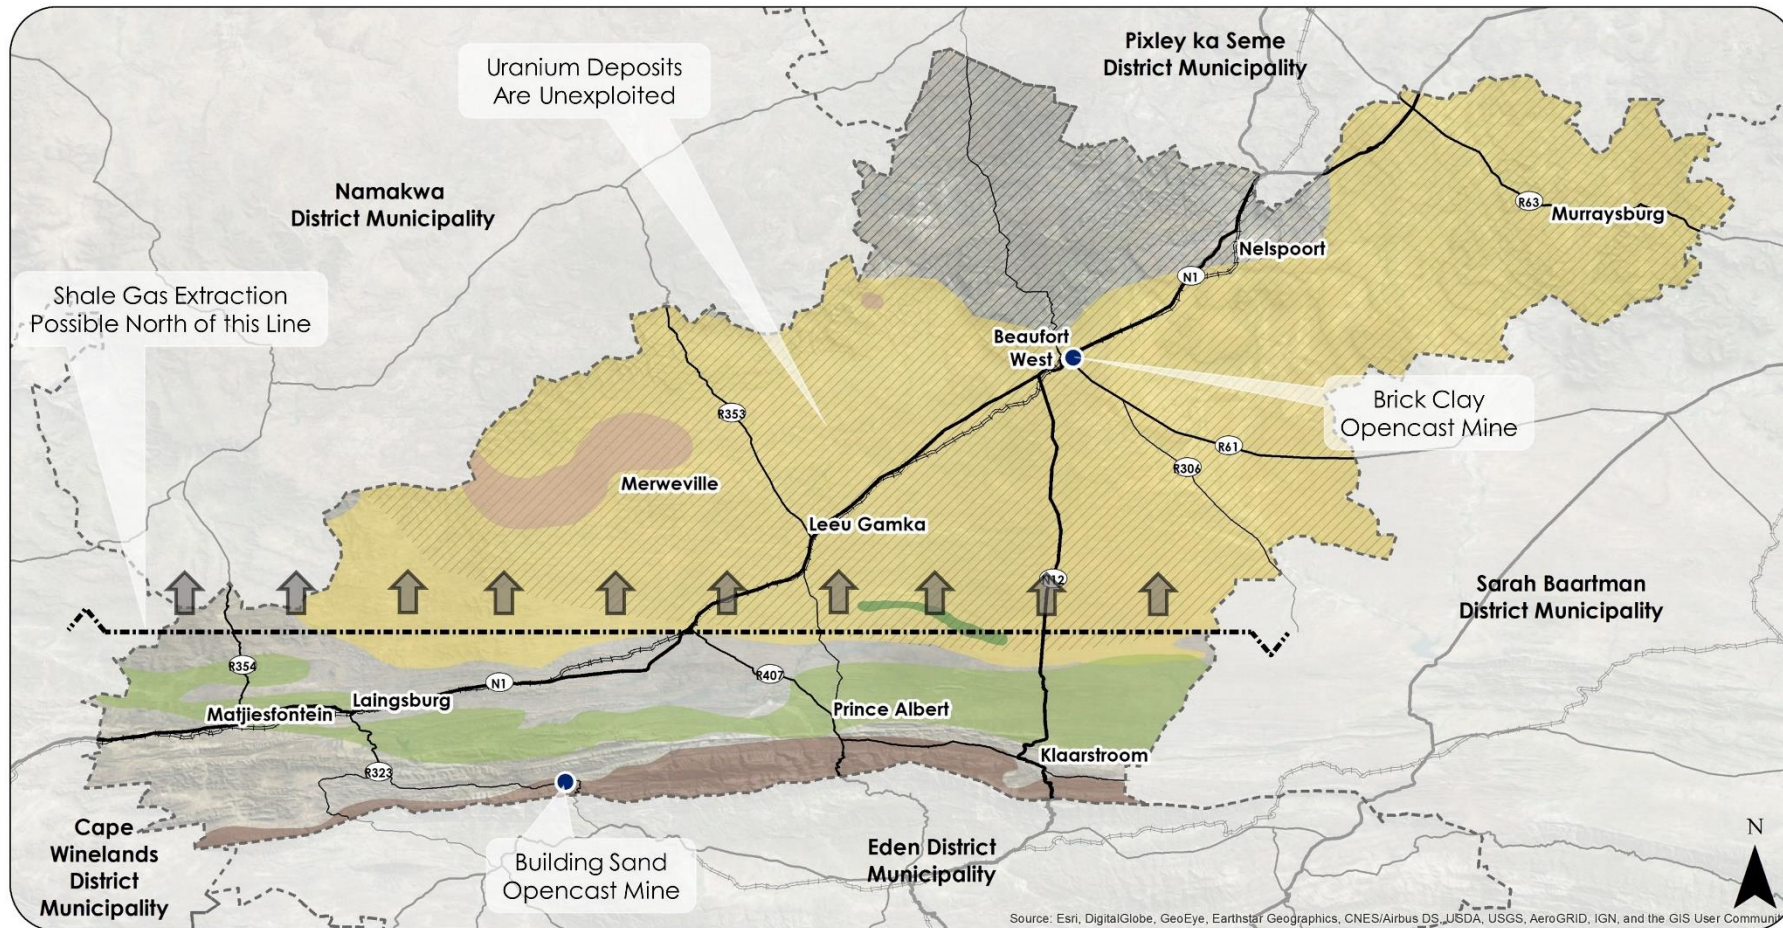 Pixley ka Seme
District Municipality
Uranium Deposits
Are Unexploited
Namakwa
District Municipality
R63
Murraysburg
Nelspoort
N1
Shale Gas Extraction
Possible North of this Line
Beaufort
West
Brick Clay
Opencast Mine
R353
R61
R306
Merweville
Leeu Gamka
N12
Sarah Baartman
District Municipality
R354
R407
N1
Laingsburg
Matjiesfontein
Prince Albert
Klaarstroom
R323
Cape
Winelands
District
Municipality
Building Sand
Opencast Mine
Eden District
Municipality
N
Source: Esri, DigitalGlobe, GeoEye, Earthstar Geographics, CNES/Airbus DS, USDA, USGS, AeroGRID, IGN, and the GIS User